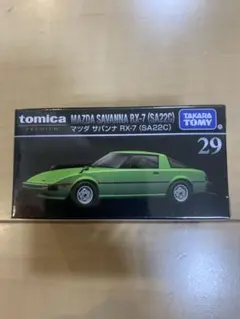 tomica
PREMIUM
MAZDA SAVANNA RX-7 (SA22C)
マツダ サバンナ RX-7 (SA22C)
TAKARA
TOMY
29